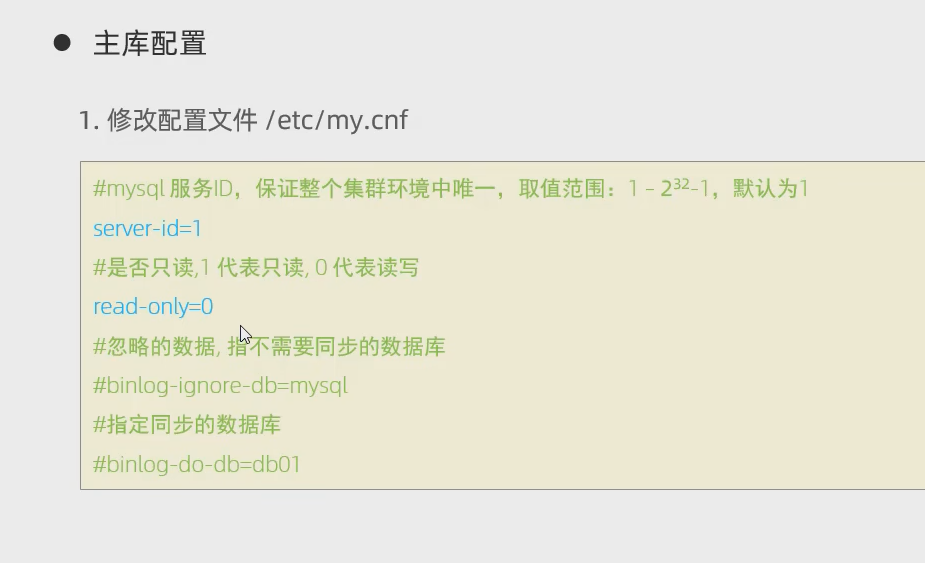 ● 主库配置
1. 修改配置文件 /etc/my.cnf
#mysql 服务ID，保证整个集群环境中唯一，取值范围：1 – 2³²-1，默认为1
server-id=1
#是否只读,1 代表只读, 0 代表读写
read-only=0
#忽略的数据, 指不需要同步的数据库
#binlog-ignore-db=mysql
#指定同步的数据库
#binlog-do-db=db01